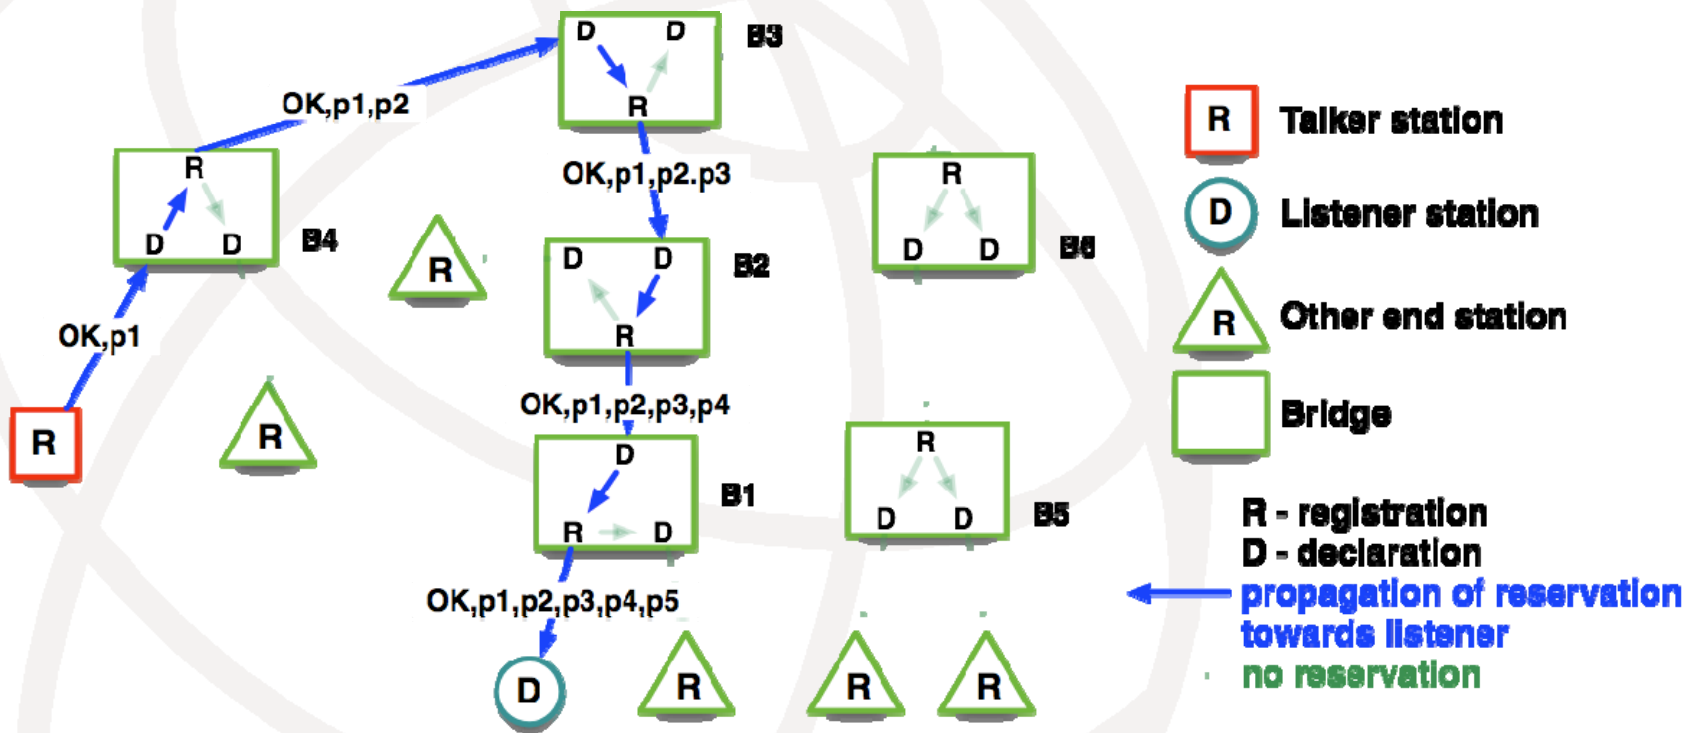 D D B3
R
OK,p1,p2
R
D D B4
OK,p1,p2.p3
R
D D B6
R
D D B2
R
OK,p1
R
R
OK,p1,p2,p3,p4
D
R D B1
R
D D B5
OK,p1,p2,p3,p4,p5
D
R
R
R
R Talker station
D Listener station
R Other end station
Bridge
R - registration
D - declaration
propagation of reservation
towards listener
no reservation